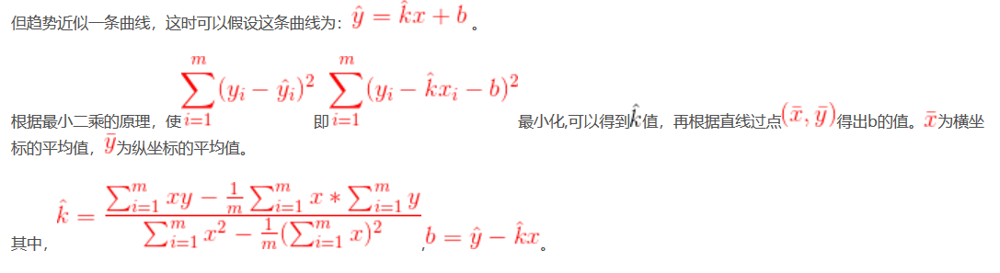 但趋势近似一条曲线，这时可以假设这条曲线为：$\hat{y} = \hat{k}x + b$ 。
根据最小二乘的原理，使 $\sum_{i=1}^{m}(y_i - \hat{y}_i)^2$ 即 $\sum_{i=1}^{m}(y_i - \hat{k}x_i - b)^2$ 最小化,可以得到$\hat{k}$值，再根据直线过点$(\bar{x}, \bar{y})$得出b的值。$\bar{x}$为横坐
标的平均值，$\bar{y}$为纵坐标的平均值。
其中，$\hat{k} = \frac{\sum_{i=1}^{m} xy - \frac{1}{m}\sum_{i=1}^{m} x * \sum_{i=1}^{m} y}{\sum_{i=1}^{m} x^2 - \frac{1}{m}(\sum_{i=1}^{m} x)^2}$,$b = \hat{y} - \hat{k}x$。